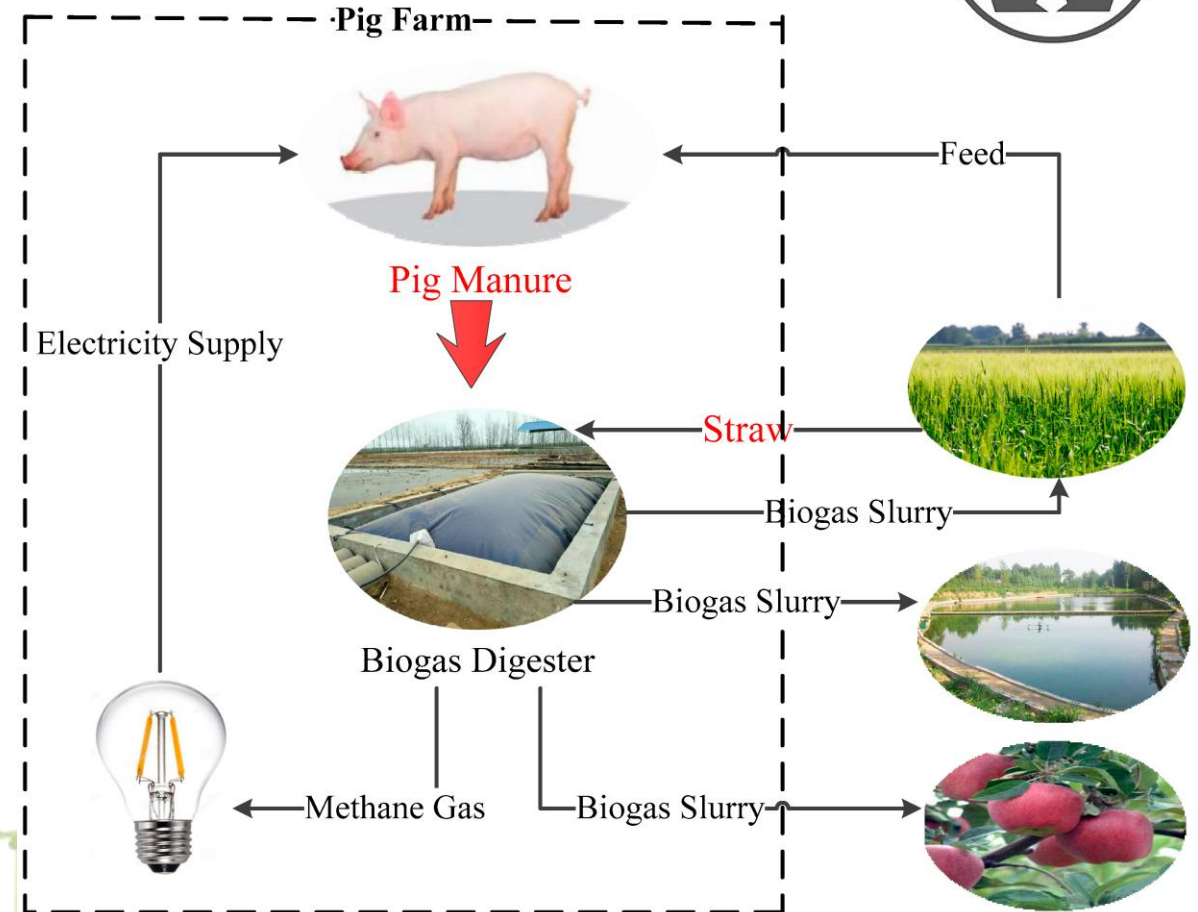 Pig Farm
Feed
Pig Manure
Electricity Supply
Straw
Biogas Slurry
Biogas Slurry
Biogas Digester
Methane Gas
Biogas Slurry